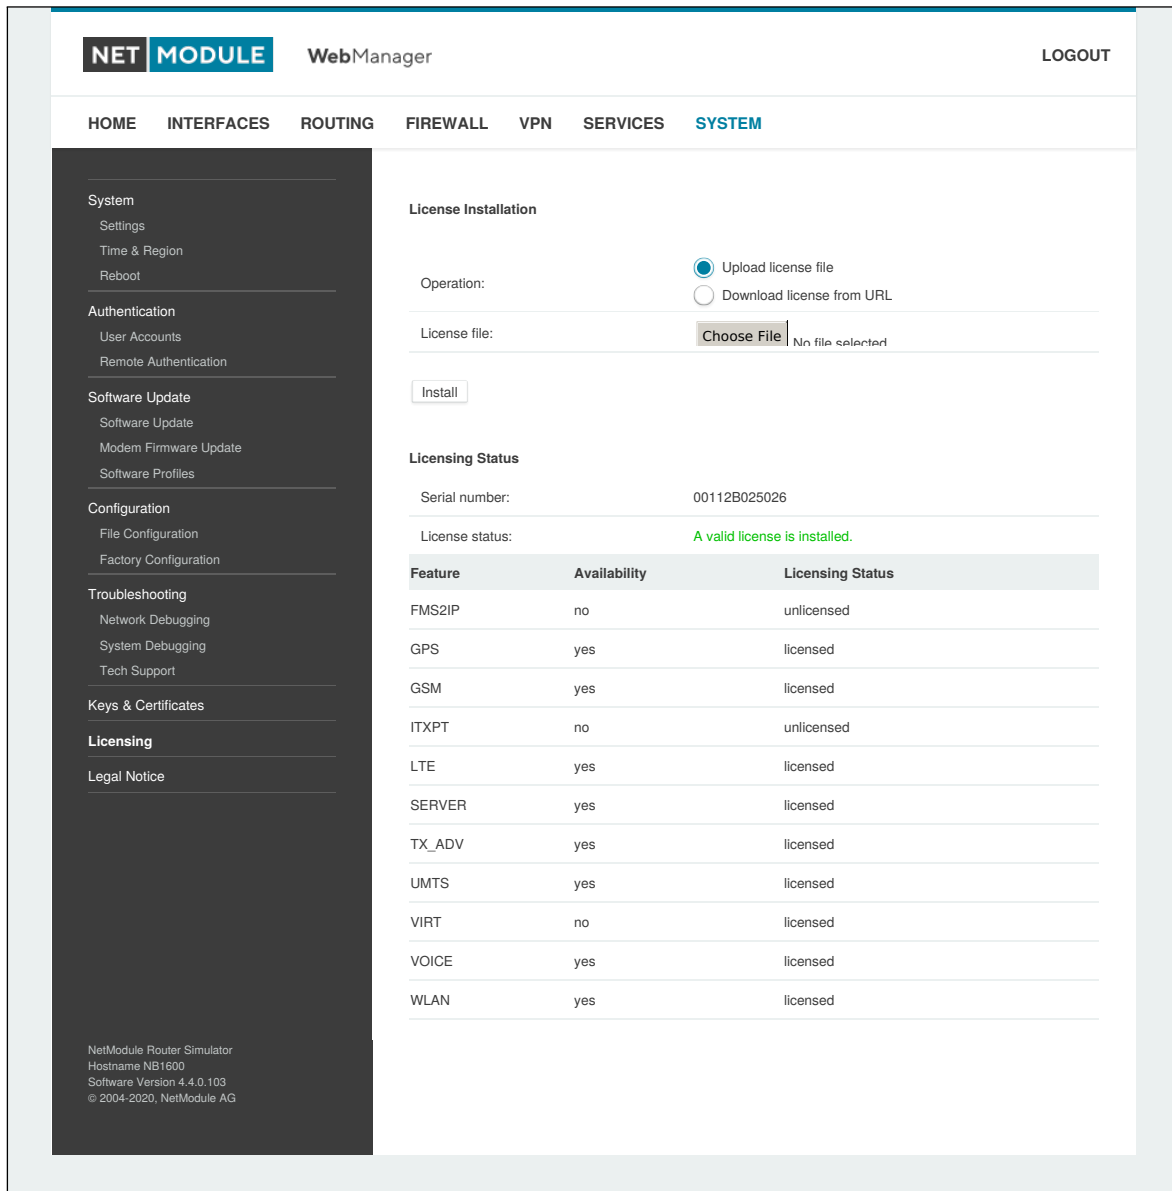 NET MODULE WebManager LOGOUT
HOME INTERFACES ROUTING FIREWALL VPN SERVICES SYSTEM
System
Settings
Time & Region
Reboot
Authentication
User Accounts
Remote Authentication
Software Update
Software Update
Modem Firmware Update
Software Profiles
Configuration
File Configuration
Factory Configuration
Troubleshooting
Network Debugging
System Debugging
Tech Support
Keys & Certificates
Licensing
Legal Notice
NetModule Router Simulator
Hostname NB1600
Software Version 4.4.0.103
© 2004-2020, NetModule AG
License Installation
Operation: Upload license file
Download license from URL
License file: Choose File No file selected
Install
Licensing Status
Serial number: 00112B025026
License status: A valid license is installed.
Feature Availability Licensing Status
FMS2IP no unlicensed
GPS yes licensed
GSM yes licensed
ITXPT no unlicensed
LTE yes licensed
SERVER yes licensed
TX_ADV yes licensed
UMTS yes licensed
VIRT no licensed
VOICE yes licensed
WLAN yes licensed